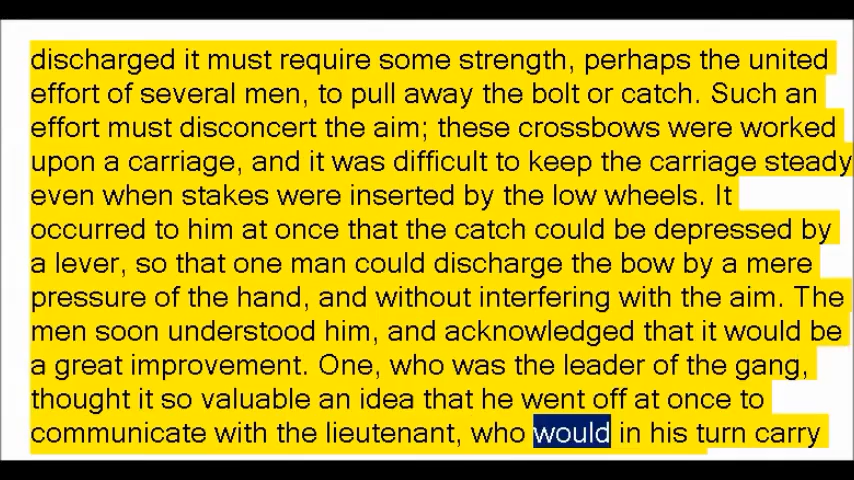 discharged it must require some strength, perhaps the united
effort of several men, to pull away the bolt or catch. Such an
effort must disconcert the aim; these crossbows were worked
upon a carriage, and it was difficult to keep the carriage steady
even when stakes were inserted by the low wheels. It
occurred to him at once that the catch could be depressed by
a lever, so that one man could discharge the bow by a mere
pressure of the hand, and without interfering with the aim. The
men soon understood him, and acknowledged that it would be
a great improvement. One, who was the leader of the gang,
thought it so valuable an idea that he went off at once to
communicate with the lieutenant, who would in his turn carry